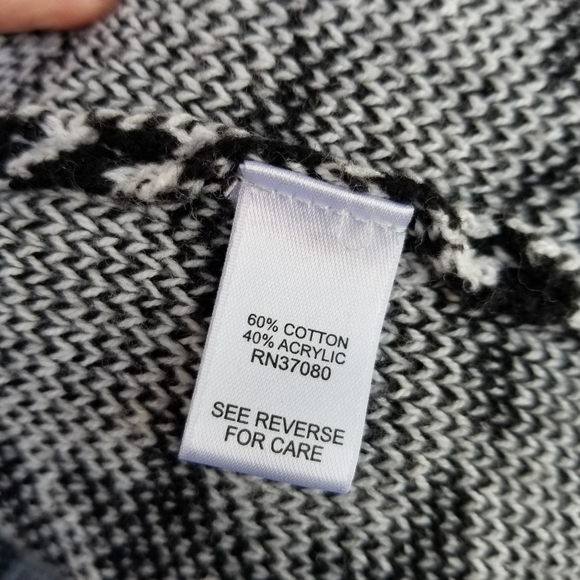 60% COTTON
40% ACRYLIC
RN37080
SEE REVERSE
FOR CARE